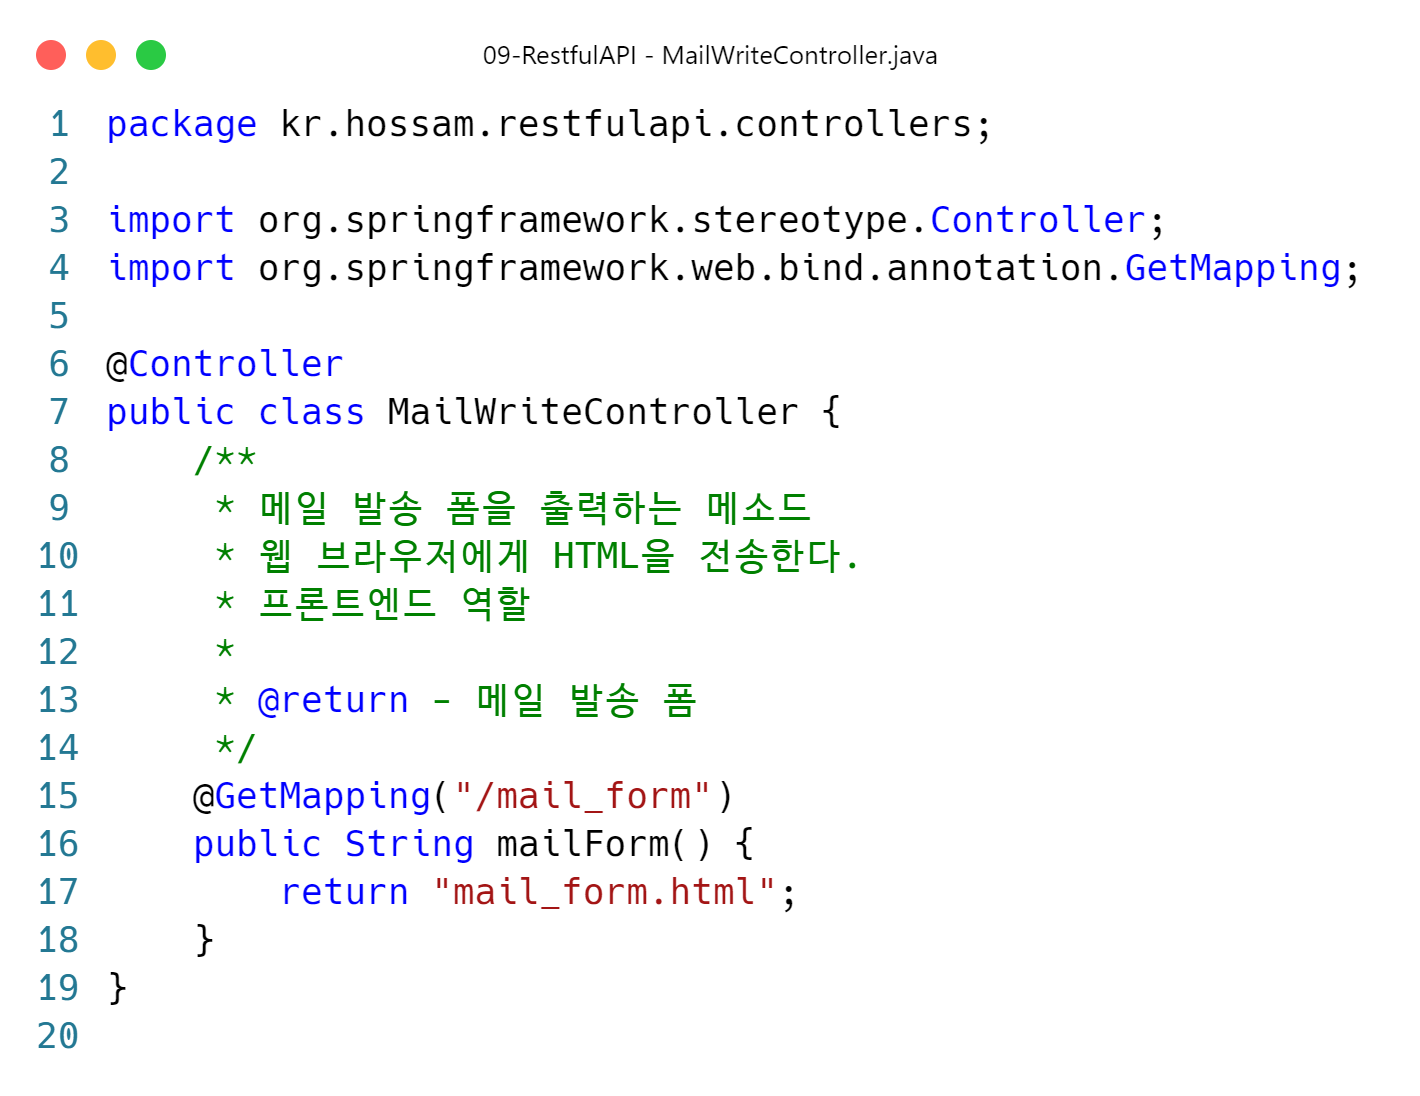 09-RestfulAPI - MailWriteController.java
1 package kr.hossam.restfulapi.controllers;
2
3 import org.springframework.stereotype.Controller;
4 import org.springframework.web.bind.annotation.GetMapping;
5
6 @Controller
7 public class MailWriteController {
8     /**
9      * 메일 발송 폼을 출력하는 메소드
10      * 웹 브라우저에게 HTML을 전송한다.
11      * 프론트엔드 역할
12      *
13      * @return - 메일 발송 폼
14      */
15     @GetMapping("/mail_form")
16     public String mailForm() {
17         return "mail_form.html";
18     }
19 }
20